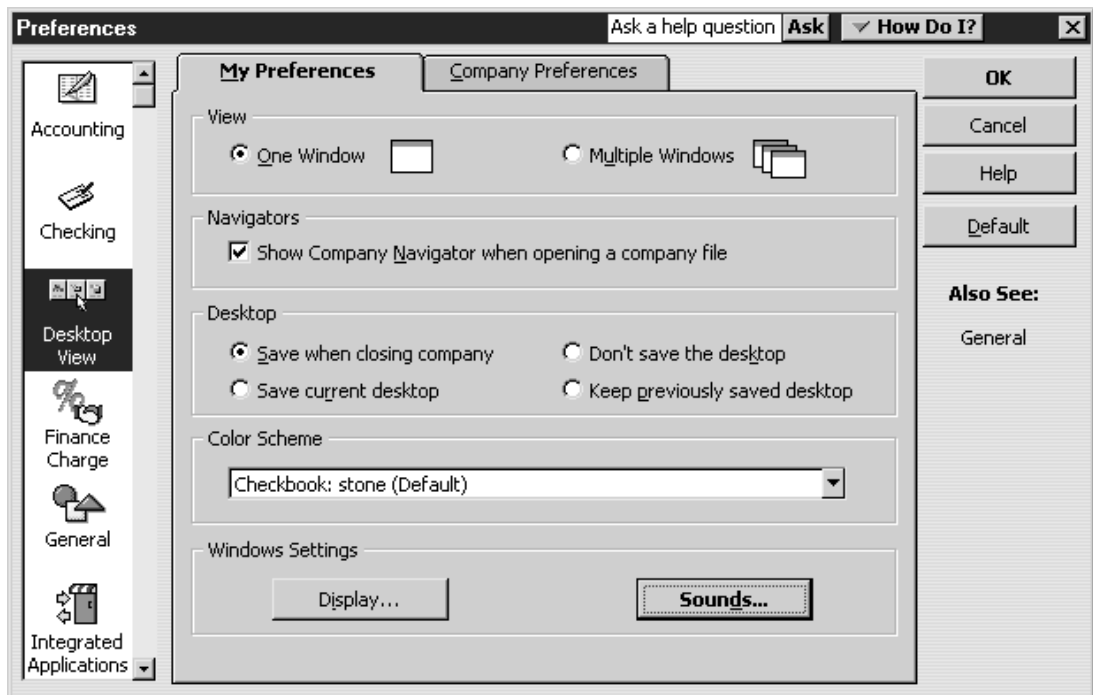 Preferences
Ask a help question Ask How Do I?
Accounting
Checking
Desktop
View
Finance
Charge
General
Integrated
Applications
My Preferences Company Preferences
View
One Window Multiple Windows
Navigators
Show Company Navigator when opening a company file
Desktop
Save when closing company Don't save the desktop
Save current desktop Keep previously saved desktop
Color Scheme
Checkbook: stone (Default)
Windows Settings
Display... Sounds...
OK
Cancel
Help
Default
Also See:
General